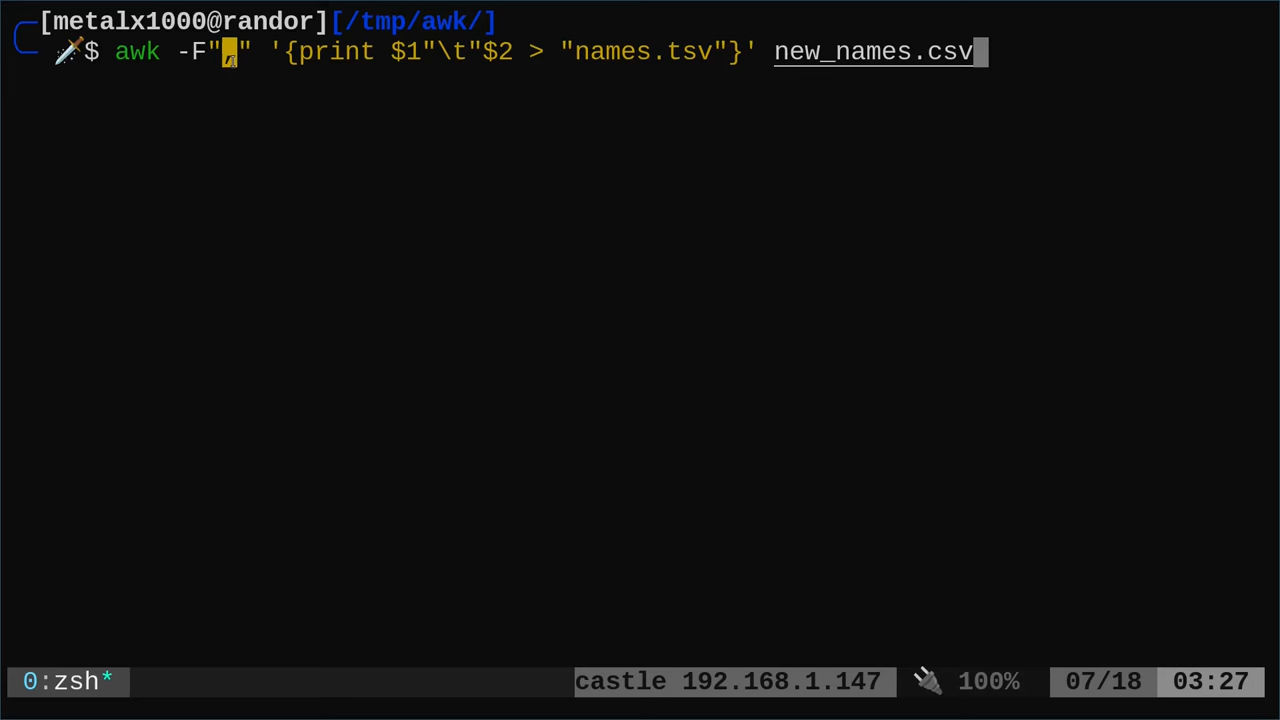 [metalx1000@randor][/tmp/awk/]
$ awk -F"," '{print $1"\t"$2 > "names.tsv"}' new_names.csv
0:zsh* castle 192.168.1.147 100% 07/18 03:27